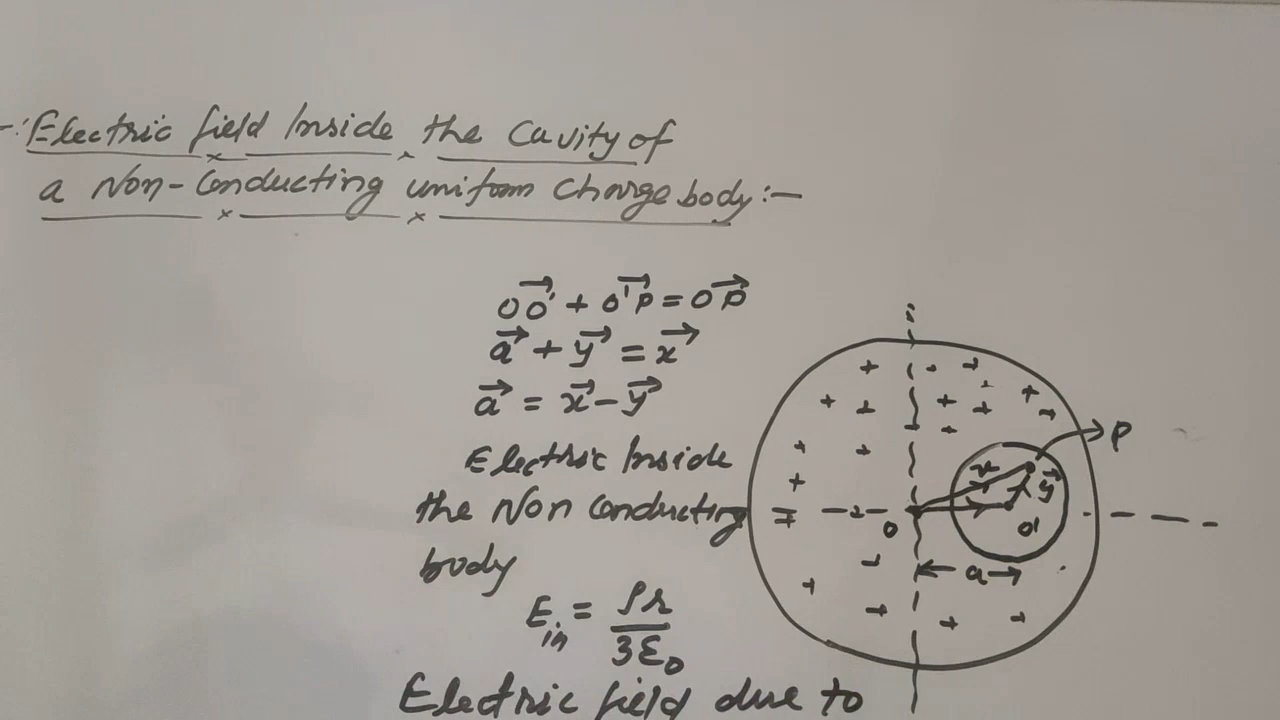 Electric field Inside the Cavity of
a Non-Conducting uniform Charge body:-
OO' + O'P = OP
a + y = x
a = x - y
Electric Inside
the Non Conducting
body
E_in = ρr / 3ε₀
Electric field due to
P
x
y
O
O'
a